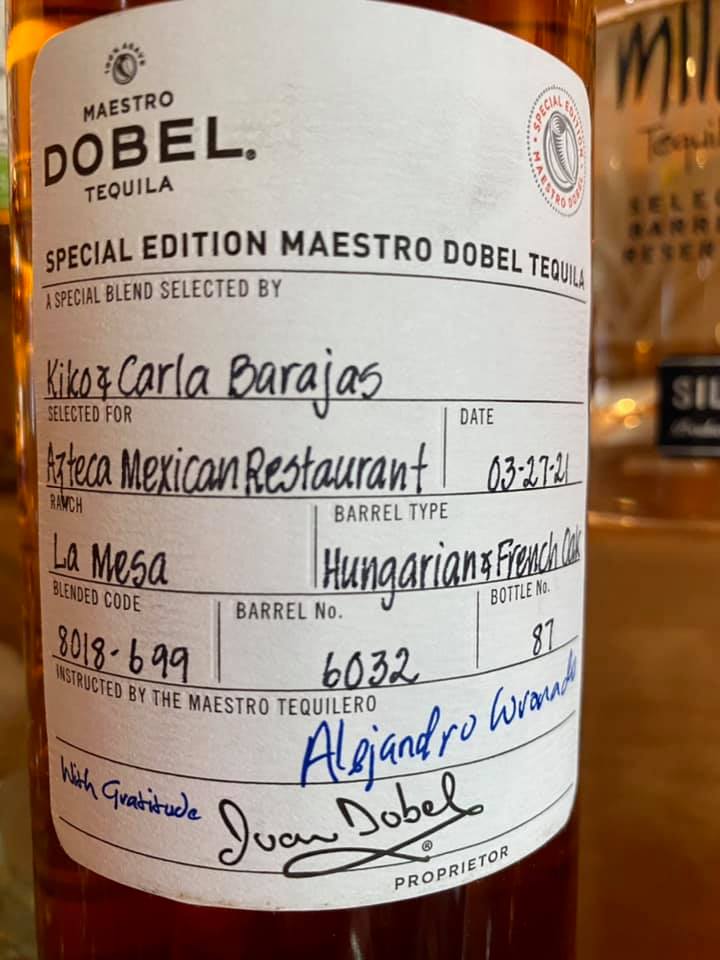 100% AGAVE
MAESTRO
DOBEL®
TEQUILA
SPECIAL EDITION
MAESTRO DOBEL
SPECIAL EDITION MAESTRO DOBEL TEQUILA
A SPECIAL BLEND SELECTED BY
Kiko & Carla Barajas
SELECTED FOR
DATE
Azteca Mexican Restaurant
03-27-21
RANCH
BARREL TYPE
La Mesa
Hungarian & French Oak
BLENDED CODE
BARREL No.
BOTTLE No.
8018-699
6032
87
INSTRUCTED BY THE MAESTRO TEQUILERO
Alejandro
With Gratitude
Juan Dobel
®
PROPRIETOR